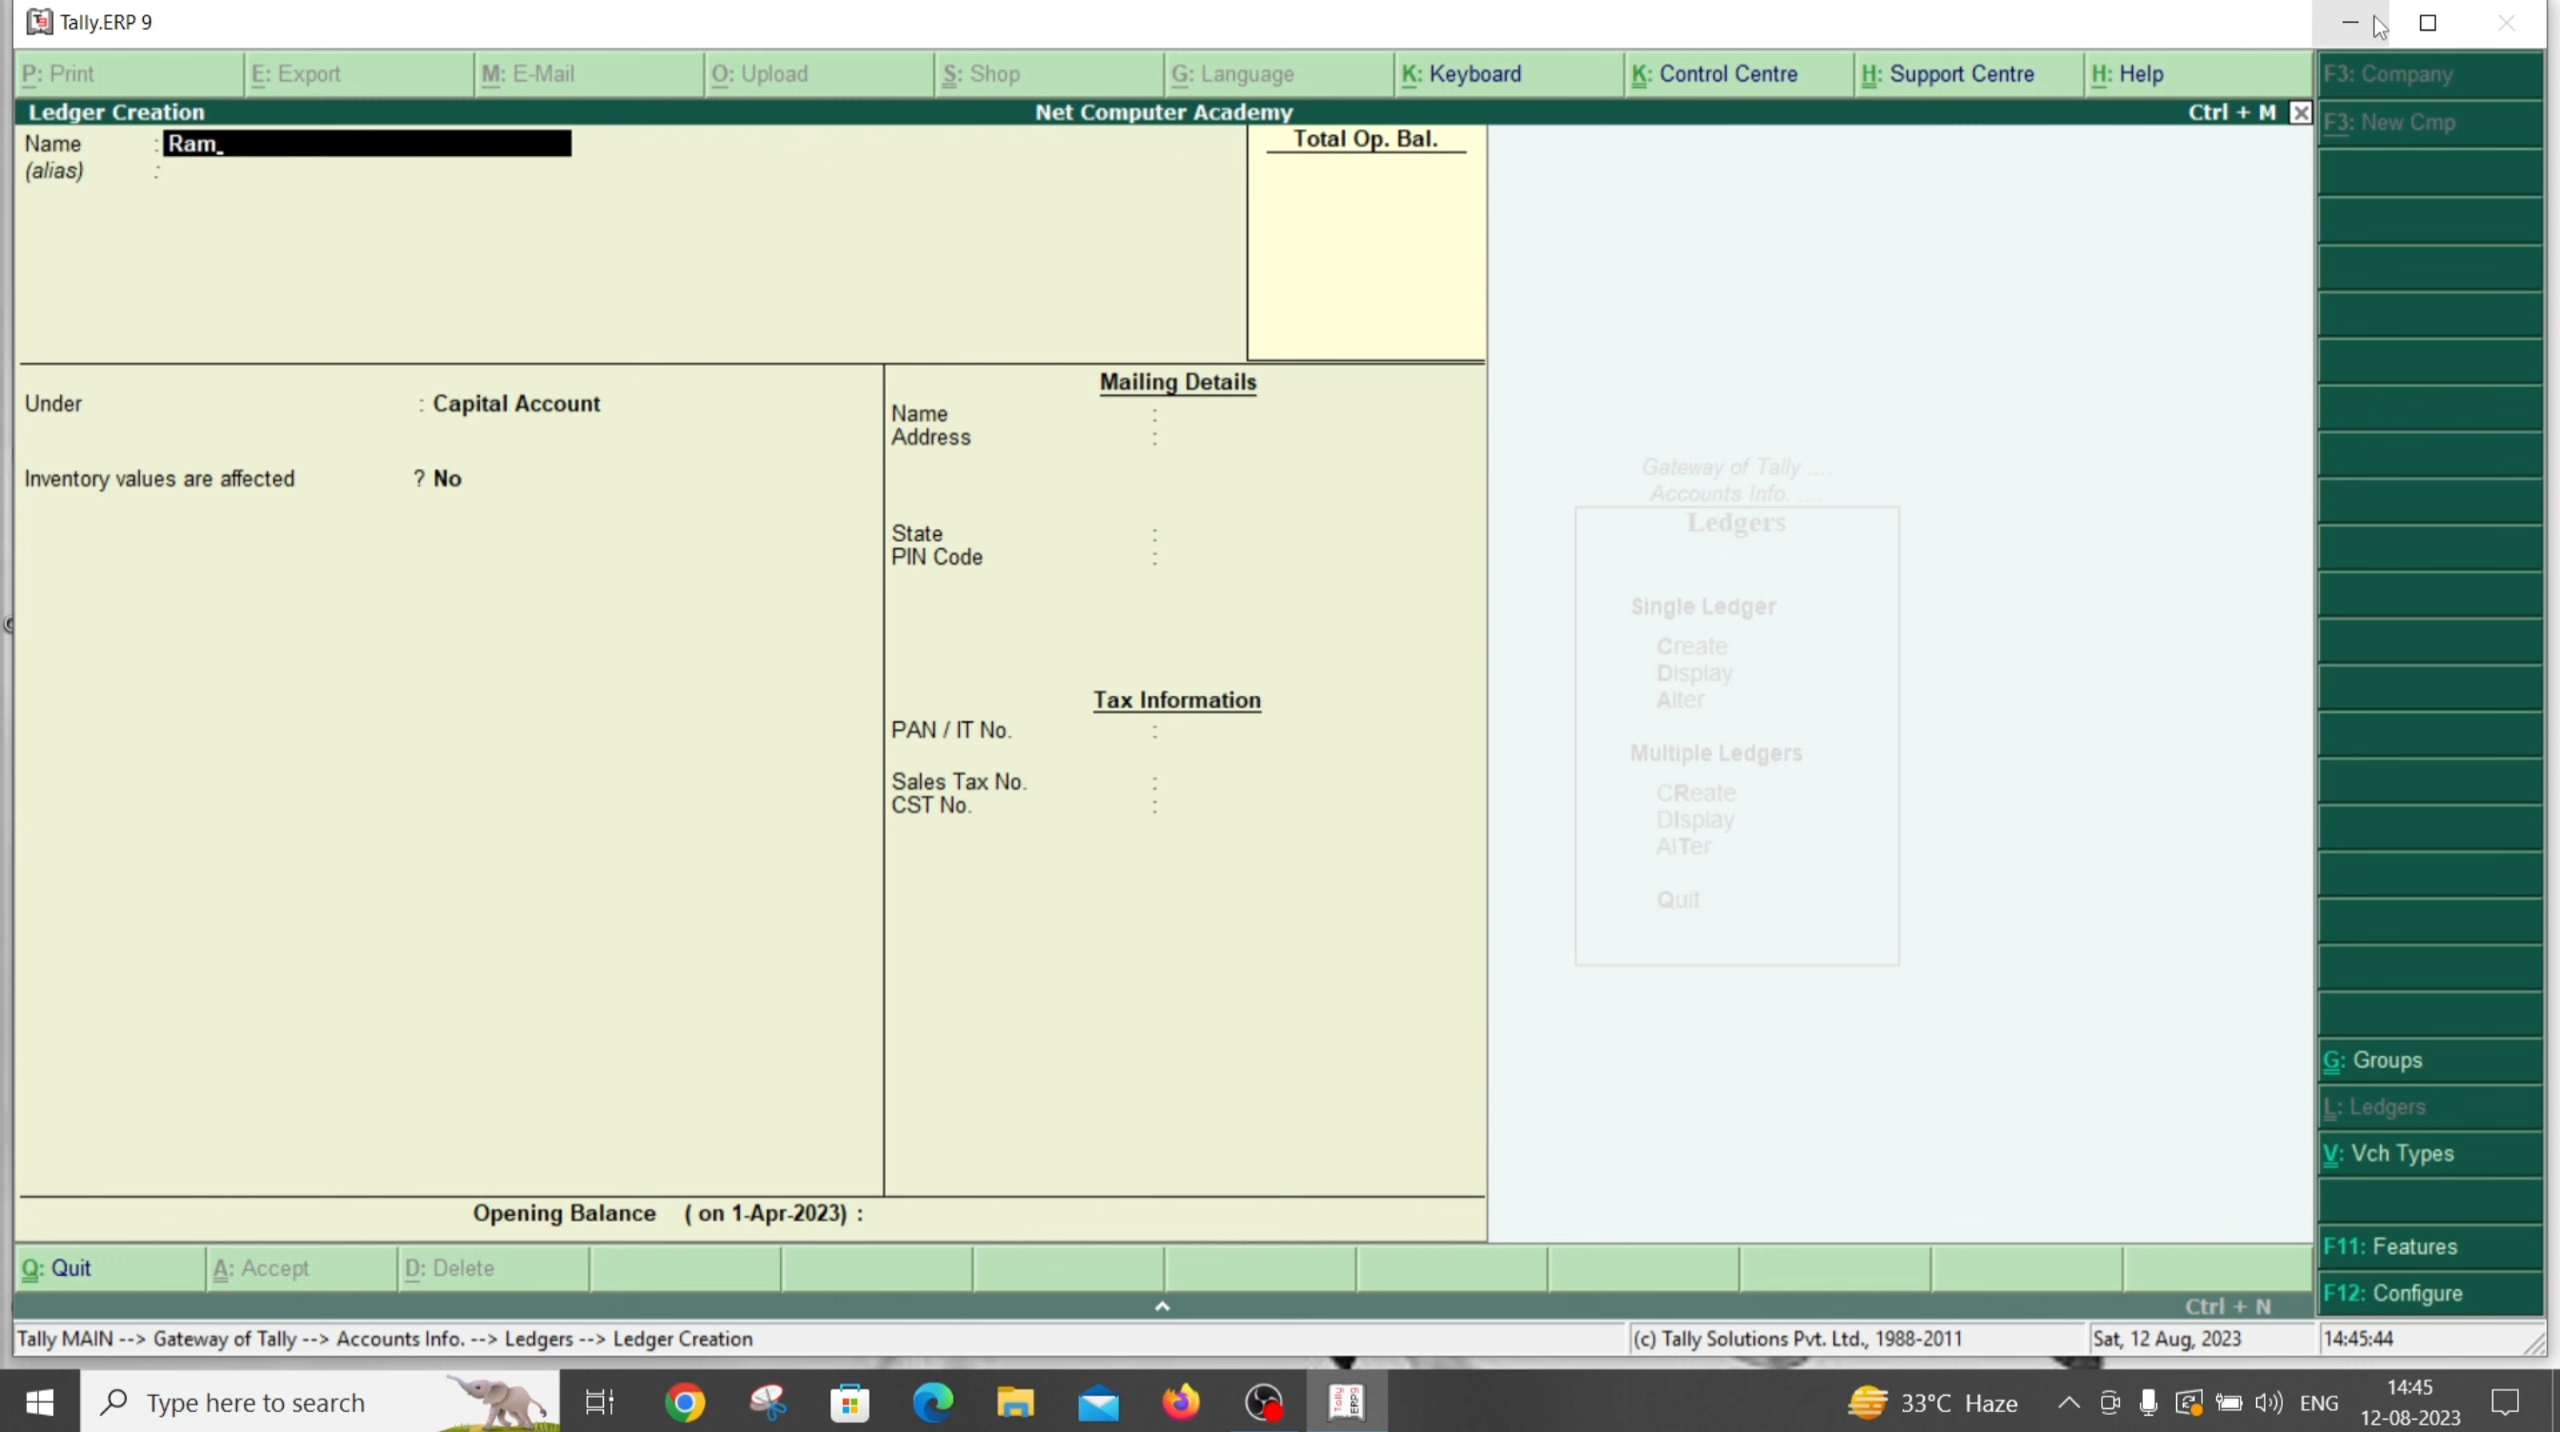 Tally.ERP 9
P: Print E: Export M: E-Mail O: Upload S: Shop G: Language K: Keyboard K: Control Centre H: Support Centre H: Help
F3: Company
Ledger Creation Net Computer Academy Ctrl + M
F3: New Cmp
Name : Ram_
(alias) :
Total Op. Bal.
Under : Capital Account
Inventory values are affected ? No
Mailing Details
Name :
Address :
State :
PIN Code :
Tax Information
PAN / IT No. :
Sales Tax No. :
CST No. :
Gateway of Tally ....
Accounts Info. ....
Ledgers
Single Ledger
Create
Display
Alter
Multiple Ledgers
CReate
DIsplay
AlTer
Quit
G: Groups
L: Ledgers
V: Vch Types
F11: Features
F12: Configure
Opening Balance ( on 1-Apr-2023) :
Q: Quit A: Accept D: Delete
Ctrl + N
Tally MAIN --> Gateway of Tally --> Accounts Info. --> Ledgers --> Ledger Creation (c) Tally Solutions Pvt. Ltd., 1988-2011 Sat, 12 Aug, 2023 14:45:44
Type here to search
Tally ERP9
33°C Haze
ENG
14:45
12-08-2023